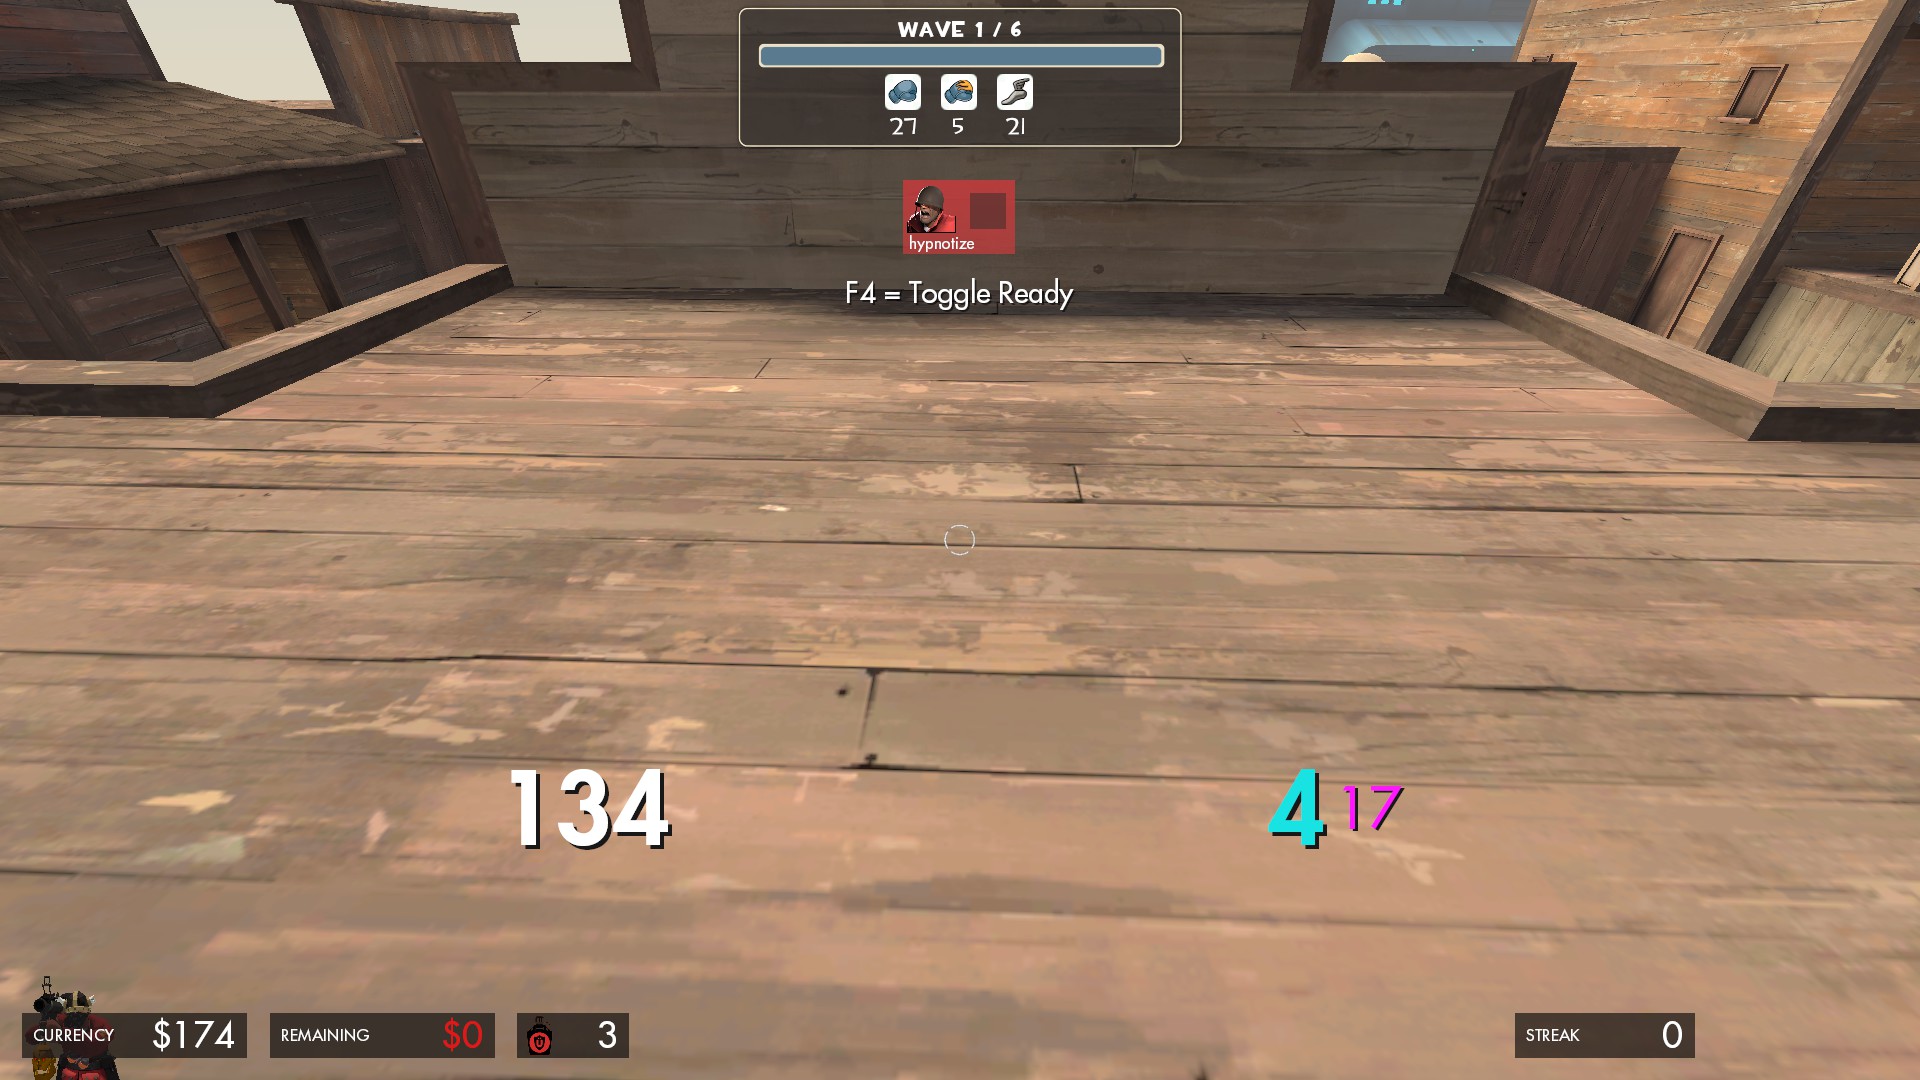 WAVE 1 / 6
27 5 21
hypnotize
F4 = Toggle Ready
134
4 17
CURRENCY $174
REMAINING $0
3
STREAK 0